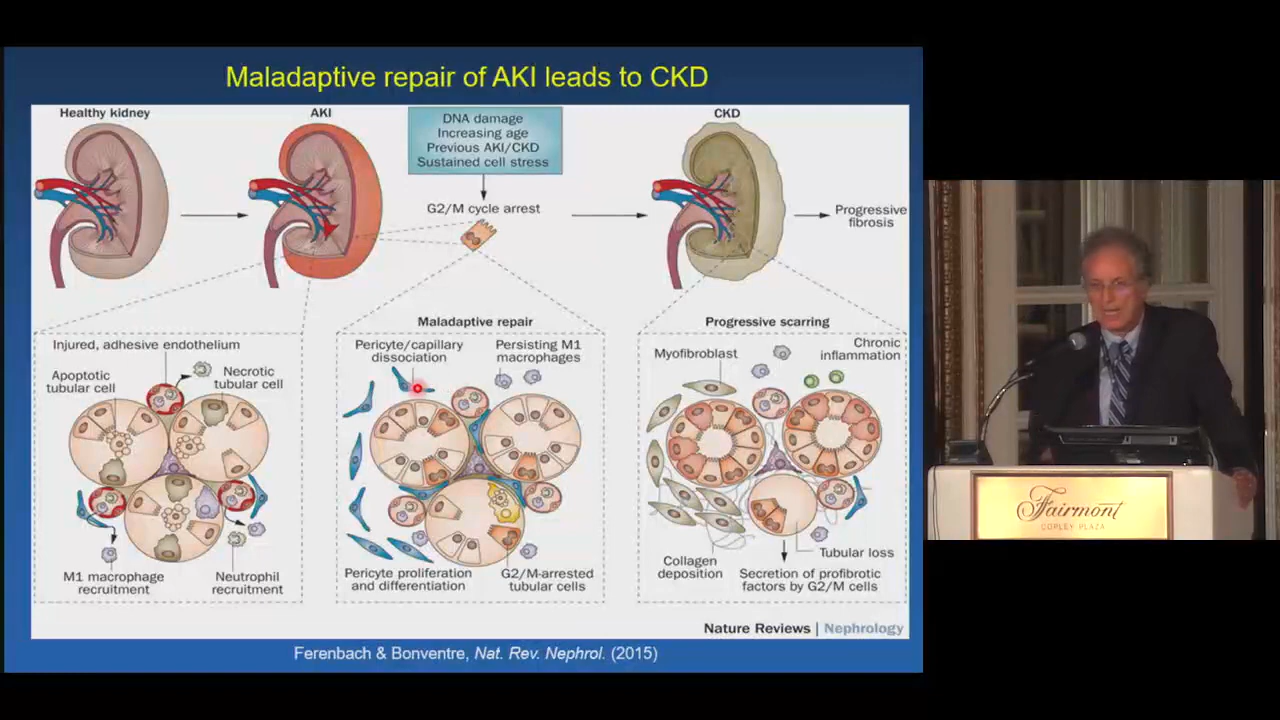 Maladaptive repair of AKI leads to CKD
Healthy kidney
AKI
DNA damage
Increasing age
Previous AKI/CKD
Sustained cell stress
G2/M cycle arrest
CKD
Progressive
fibrosis
Injured, adhesive endothelium
Apoptotic
tubular cell
Necrotic
tubular cell
M1 macrophage
recruitment
Neutrophil
recruitment
Maladaptive repair
Pericyte/capillary
dissociation
Persisting M1
macrophages
Pericyte proliferation
and differentiation
G2/M-arrested
tubular cells
Progressive scarring
Myofibroblast
Chronic
inflammation
Collagen
deposition
Tubular loss
Secretion of profibrotic
factors by G2/M cells
Nature Reviews | Nephrology
Ferenbach & Bonventre, Nat. Rev. Nephrol. (2015)
Fairmont
COPLEY PLAZA